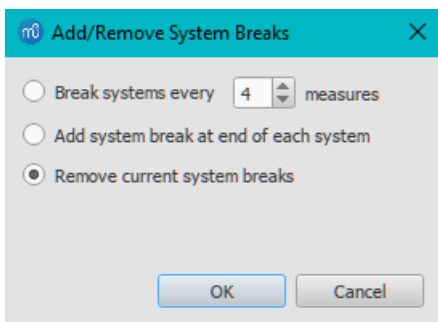 Add/Remove System Breaks
Break systems every 4 measures
Add system break at end of each system
Remove current system breaks
OK Cancel